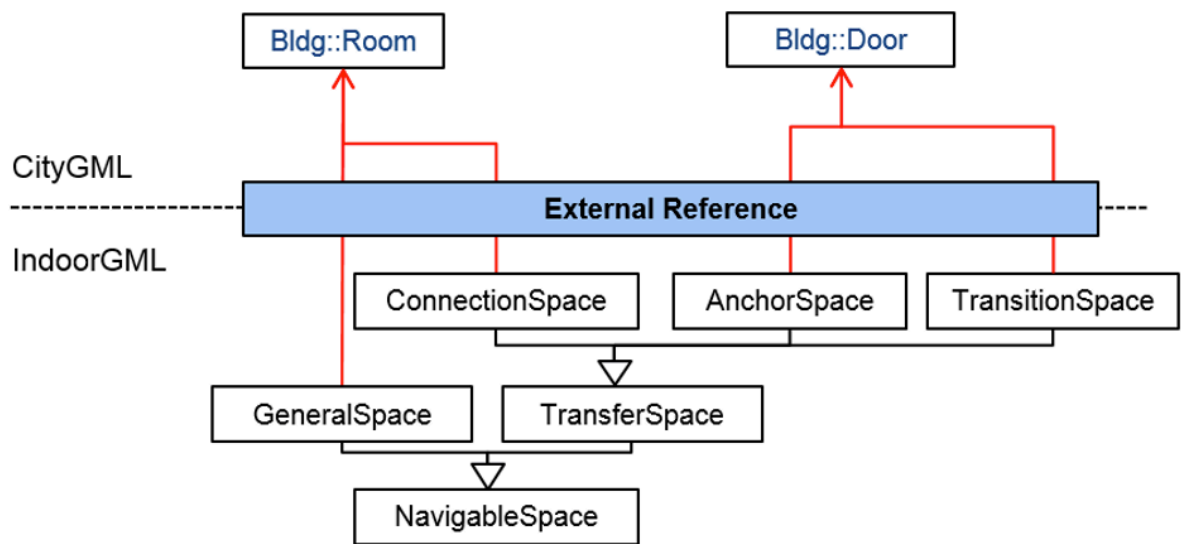 Bldg::Room
Bldg::Door
CityGML
External Reference
IndoorGML
ConnectionSpace
AnchorSpace
TransitionSpace
GeneralSpace
TransferSpace
NavigableSpace